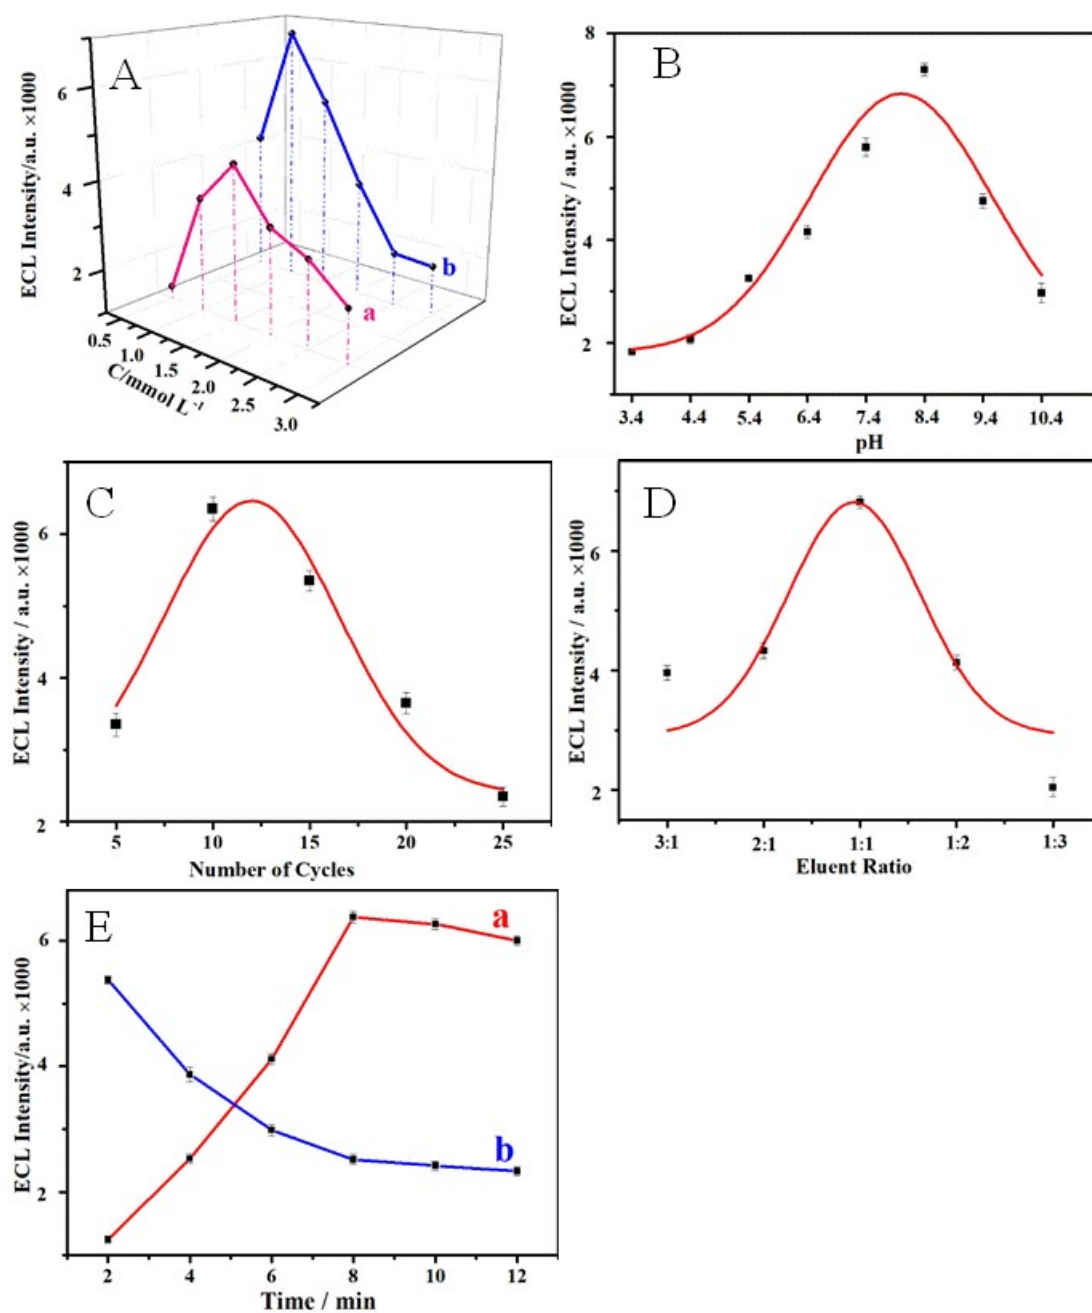 A
ECL Intensity/a.u. ×1000
6
4
2
0.5
1.0
1.5
2.0
2.5
3.0
C/mmol L⁻¹
a
b
B
ECL Intensity / a.u. ×1000
8
6
4
2
3.4 4.4 5.4 6.4 7.4 8.4 9.4 10.4
pH
C
ECL Intensity / a.u. ×1000
6
4
2
5 10 15 20 25
Number of Cycles
D
ECL Intensity / a.u. ×1000
6
4
2
3:1 2:1 1:1 1:2 1:3
Eluent Ratio
E
ECL Intensity/a.u. ×1000
6
4
2
a
b
2 4 6 8 10 12
Time / min